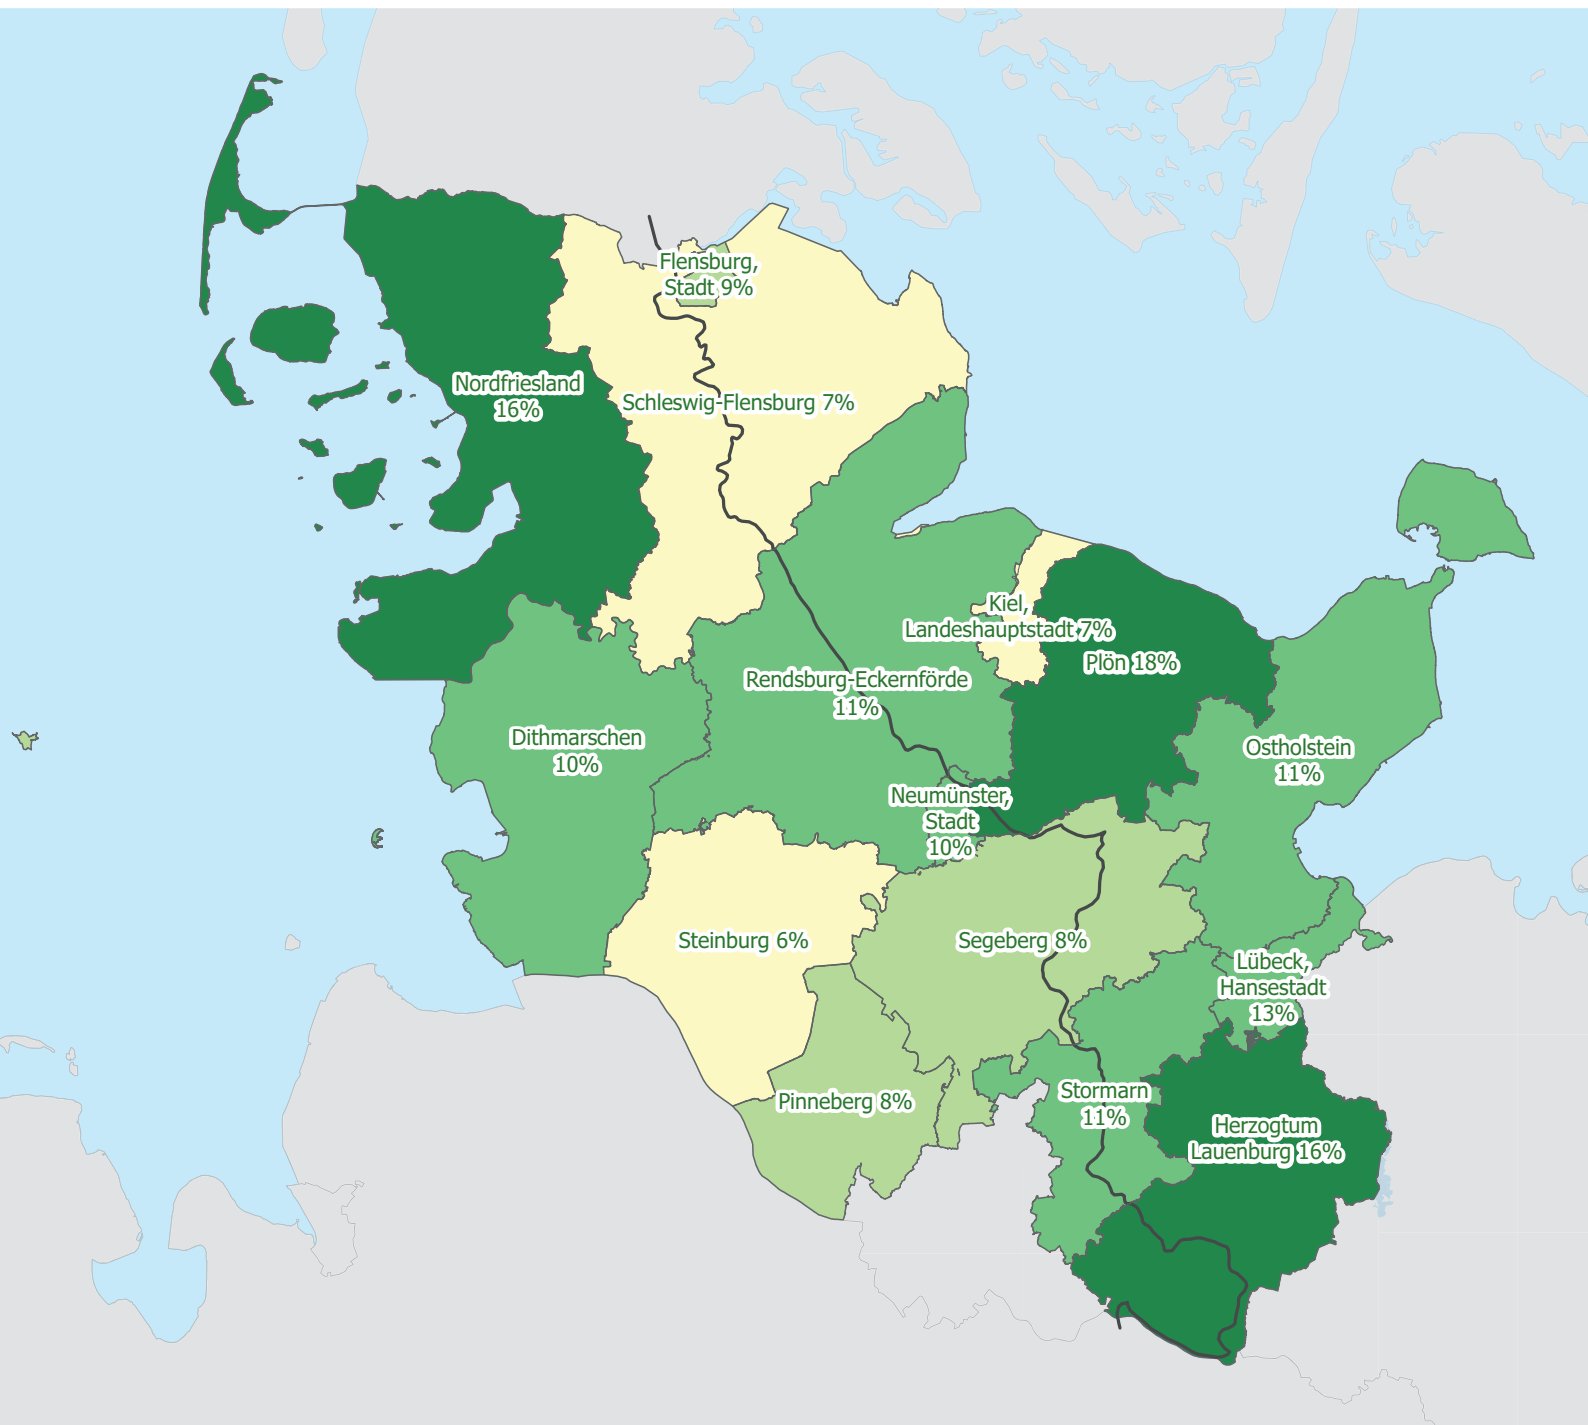 Flensburg,
Stadt 9%
Nordfriesland
16%
Schleswig-Flensburg 7%
Kiel,
Landeshauptstadt 7%
Plön 18%
Rendsburg-Eckernförde
11%
Dithmarschen
10%
Ostholstein
11%
Neumünster,
Stadt
10%
Steinburg 6%
Segeberg 8%
Lübeck,
Hansestadt
13%
Pinneberg 8%
Stormarn
11%
Herzogtum
Lauenburg 16%